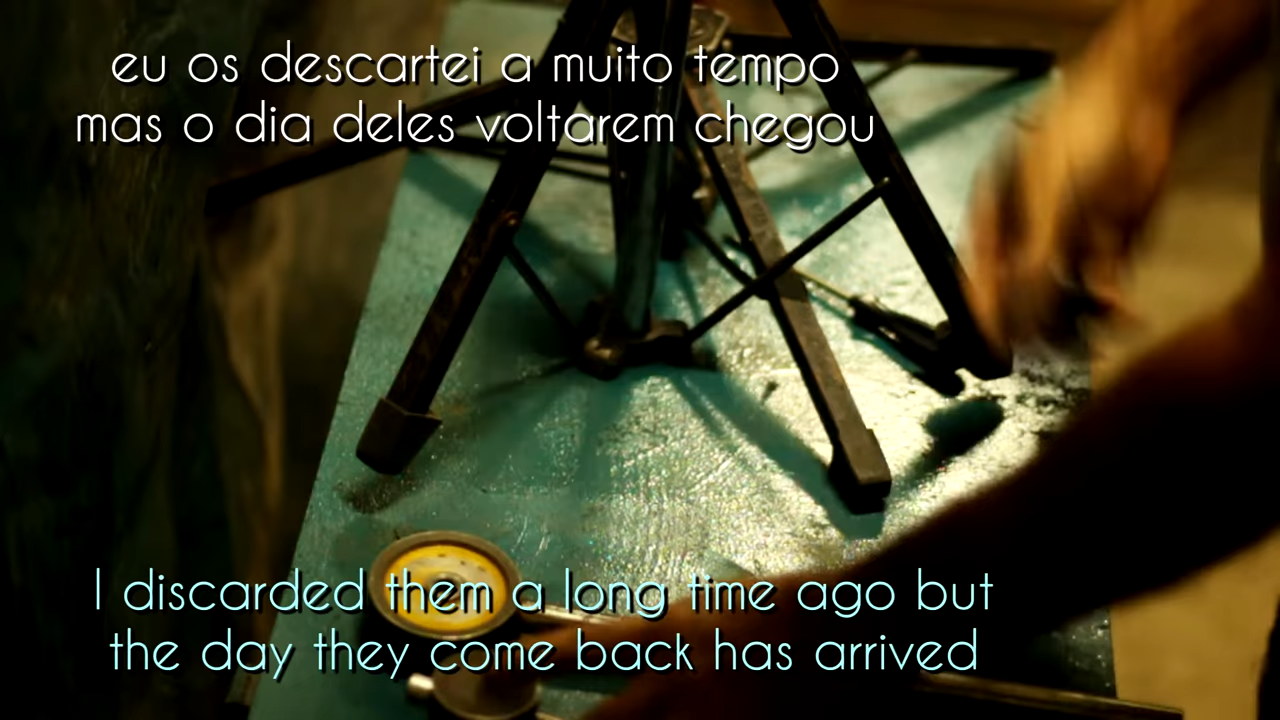 eu os descartei a muito tempo
mas o dia deles voltarem chegou
I discarded them a long time ago but
the day they come back has arrived